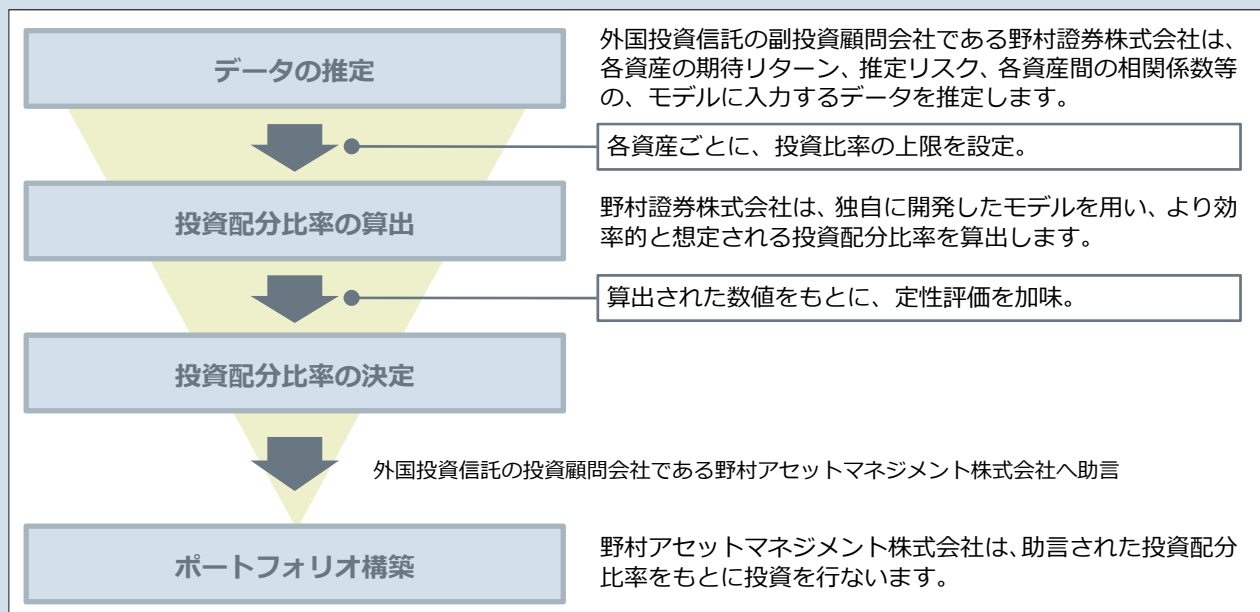 データの推定
外国投資信託の副投資顧問会社である野村證券株式会社は、
各資産の期待リターン、推定リスク、各資産間の相関係数等
の、モデルに入力するデータを推定します。
各資産ごとに、投資比率の上限を設定。
投資配分比率の算出
野村證券株式会社は、独自に開発したモデルを用い、より効
率的と想定される投資配分比率を算出します。
算出された数値をもとに、定性評価を加味。
投資配分比率の決定
外国投資信託の投資顧問会社である野村アセットマネジメント株式会社へ助言
ポートフォリオ構築
野村アセットマネジメント株式会社は、助言された投資配分
比率をもとに投資を行ないます。